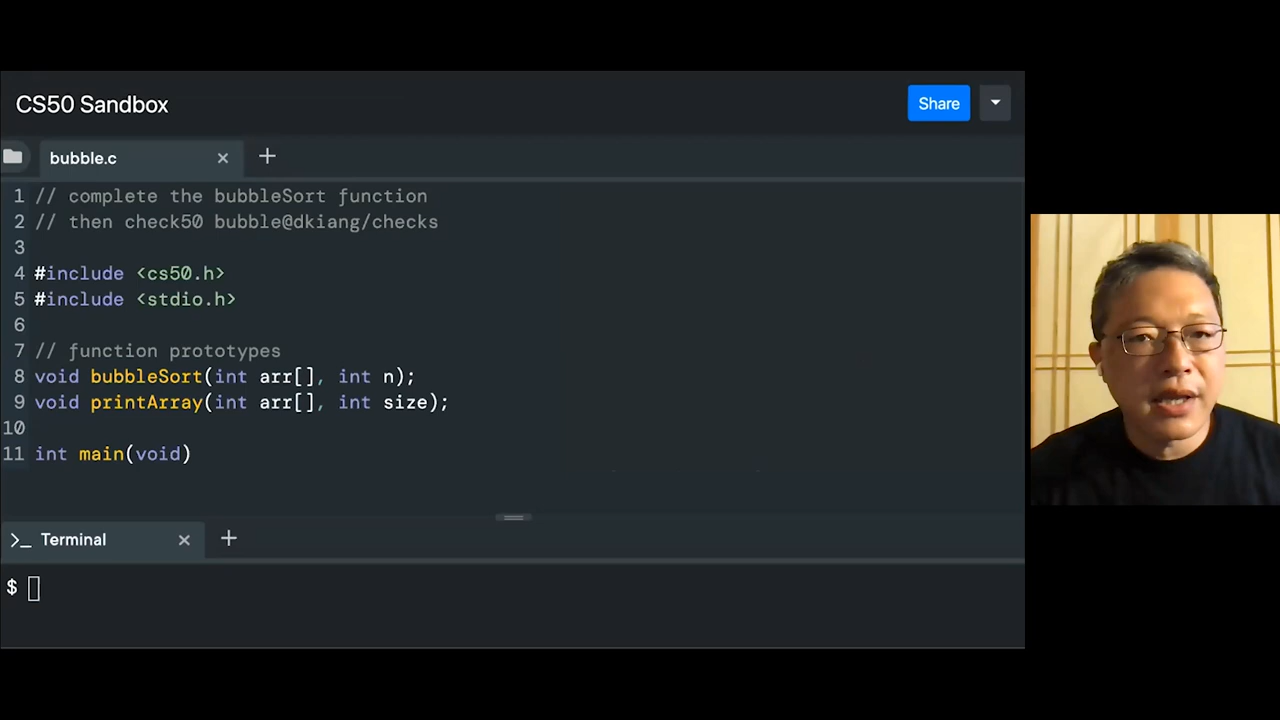 CS50 Sandbox
Share
bubble.c
1 // complete the bubbleSort function
2 // then check50 bubble@dkiang/checks
3
4 #include <cs50.h>
5 #include <stdio.h>
6
7 // function prototypes
8 void bubbleSort(int arr[], int n);
9 void printArray(int arr[], int size);
10
11 int main(void)
>_ Terminal
$